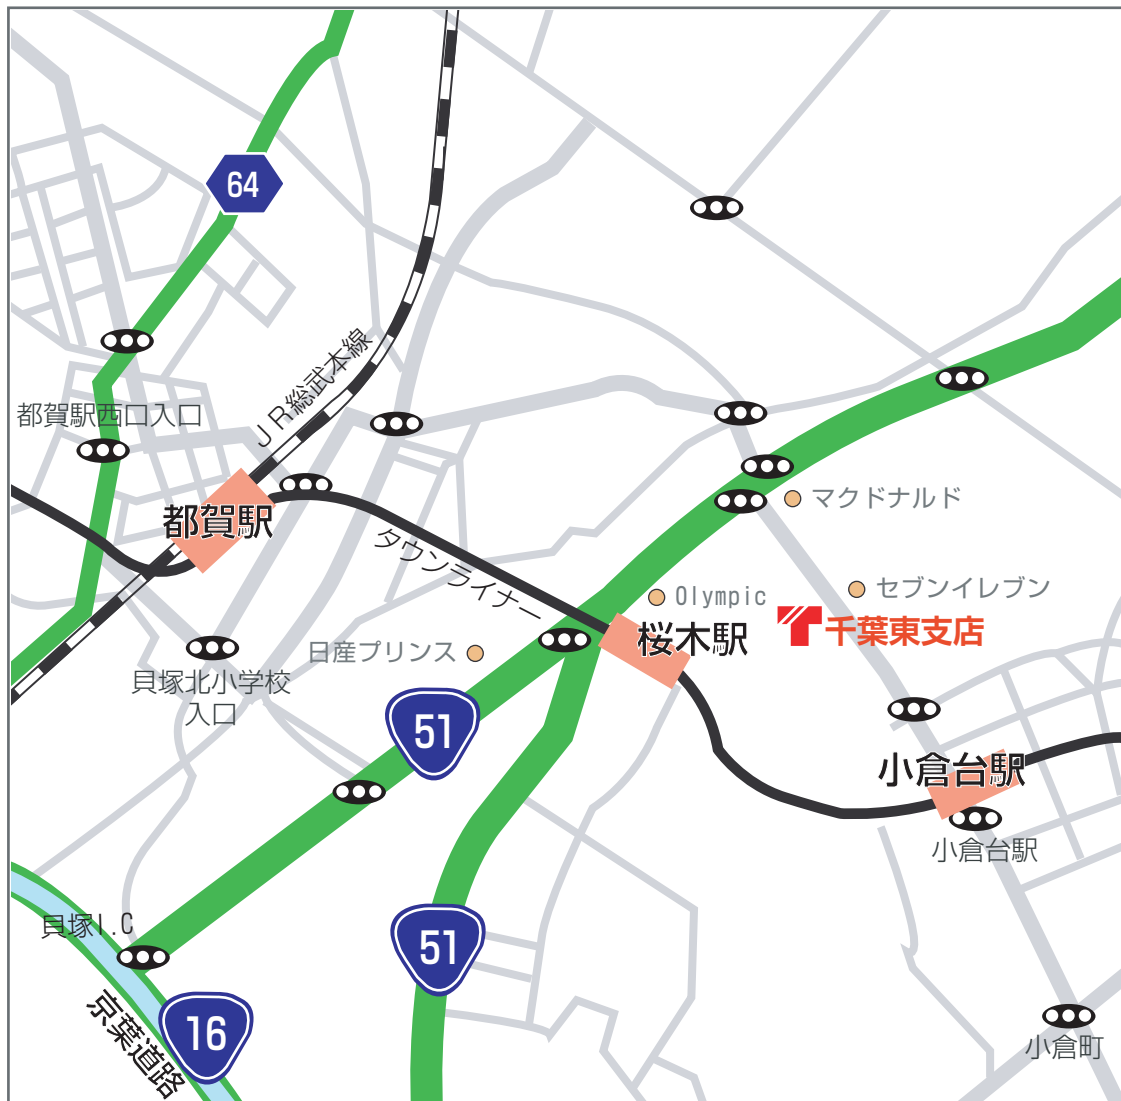 64
JR総武本線
都賀駅西口入口
都賀駅
マクドナルド
タウンライナー
セブンイレブン
Olympic
千葉東支店
桜木駅
日産プリンス
貝塚北小学校
入口
51
小倉台駅
小倉台駅
貝塚I.C
51
京葉道路
16
小倉町